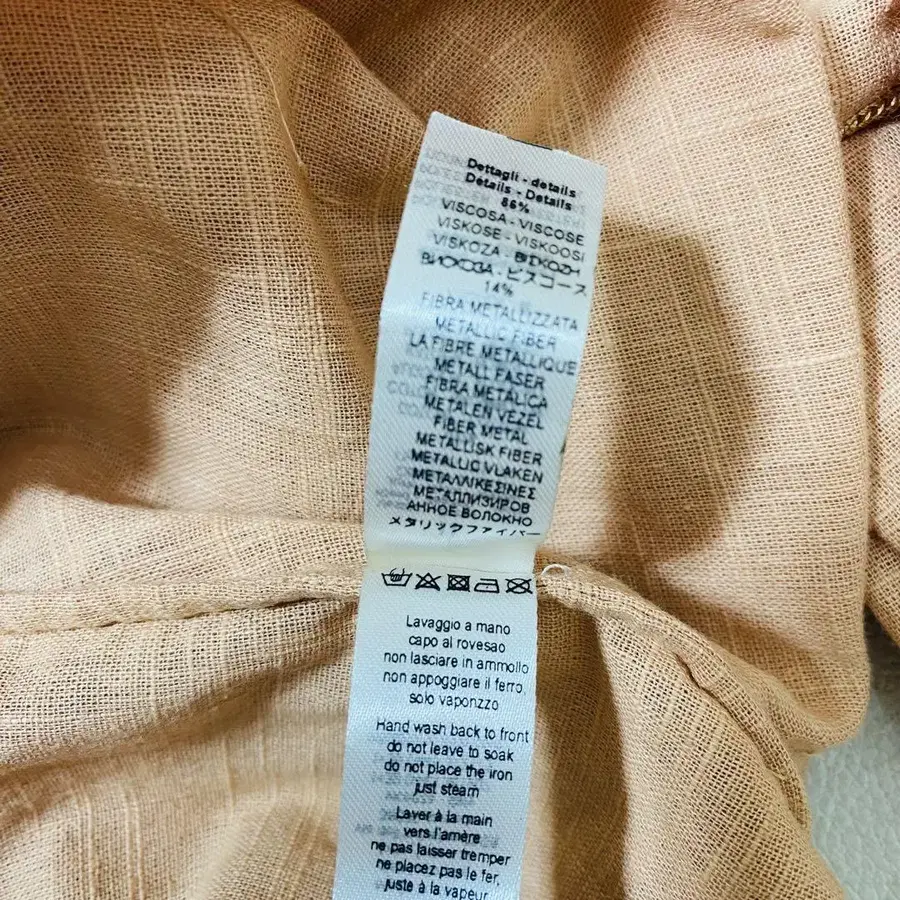 Dettagli - details
Détails - Details
86%
VISCOSA - VISCOSE
VISKOSE - VISKOOSI
VISKOZA - ΒΙΣΚΟΖΗ
ВИСКОЗА - ビスコース
14%
FIBRA METALLIZZATA
METALLIC FIBER
LA FIBRE METALLIQUE
METALL FASER
FIBRA METÁLICA
METALEN VEZEL
FIBER METAL
METALLISK FIBER
METALLIC VLAKEN
ΜΕΤΑΛΛΙΚΕΣΙΝΕΣ
МЕТАЛЛИЗИРОВ
АННОЕ ВОЛОКНО
メタリックファイバー
Lavaggio a mano
capo al rovesao
non lasciare in ammollo
non appoggiare il ferro
solo vaponzzo
Hand wash back to front
do not leave to soak
do not place the iron
just steam
Laver à la main
vers l'amère
ne pas laisser tremper
ne placez pas le fer,
juste à la vapeur